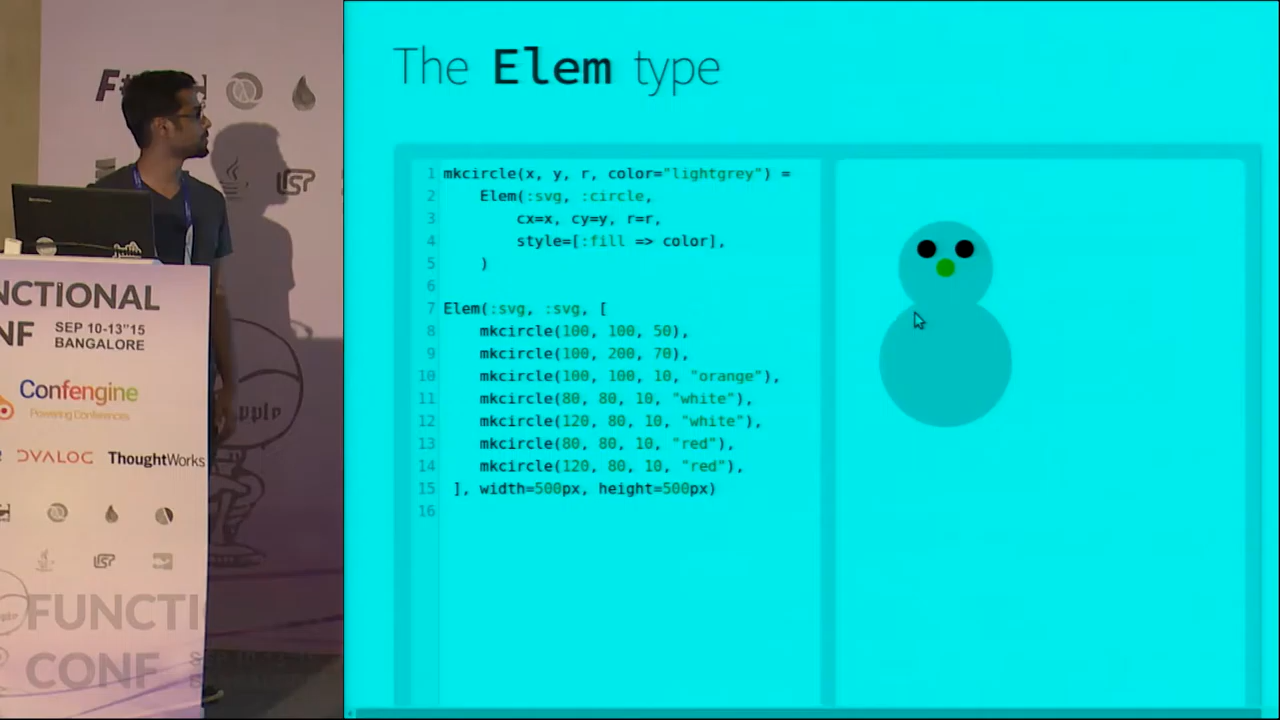 The Elem type
1 mkcircle(x, y, r, color="lightgrey") =
2 Elem(:svg, :circle,
3 cx=x, cy=y, r=r,
4 style=[:fill => color],
5 )
6
7 Elem(:svg, :svg, [
8 mkcircle(100, 100, 50),
9 mkcircle(100, 200, 70),
10 mkcircle(100, 100, 10, "orange"),
11 mkcircle(80, 80, 10, "white"),
12 mkcircle(120, 80, 10, "white"),
13 mkcircle(80, 80, 10, "red"),
14 mkcircle(120, 80, 10, "red"),
15 ], width=500px, height=500px)
16
NCTIONAL
NF SEP 10-13"15
BANGALORE
Confengine
Powering Conferences
DVALOG ThoughtWorks
FUNCTI
CONF